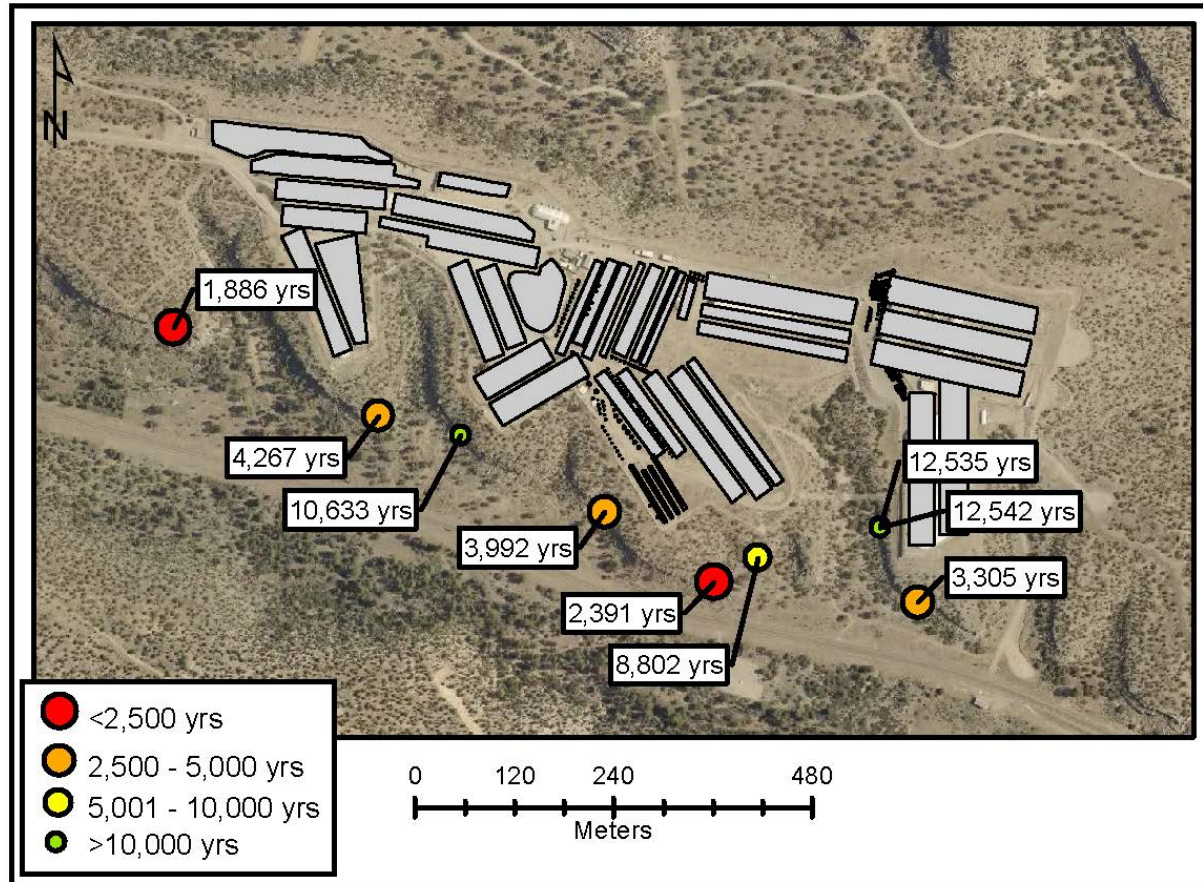 N
1,886 yrs
4,267 yrs
10,633 yrs
3,992 yrs
2,391 yrs
8,802 yrs
12,535 yrs
12,542 yrs
3,305 yrs
<2,500 yrs
2,500 - 5,000 yrs
5,001 - 10,000 yrs
>10,000 yrs
0 120 240 480
Meters